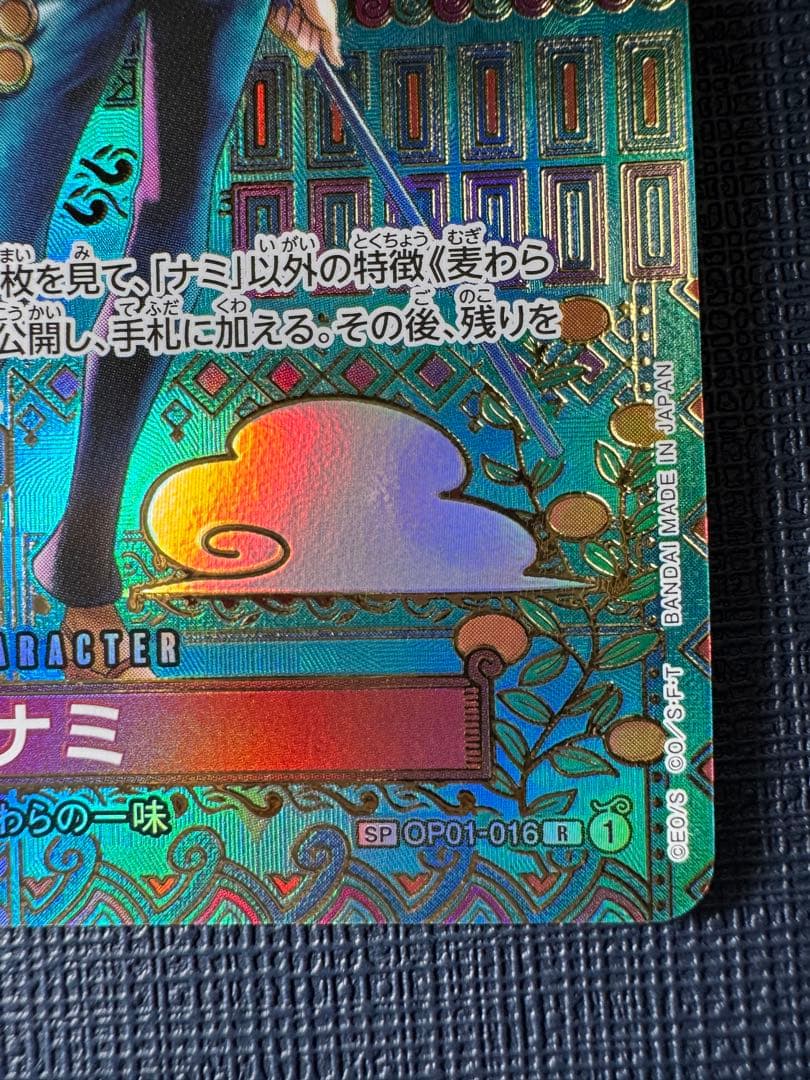 枚を見て、「ナミ」以外の特徴《麦わら
公開し、手札に加える。その後、残りを
ARACTER
ナミ
わらの一味
SP OP01-016 R 1
©EO/S ©O/S・F・T BANDAI MADE IN JAPAN